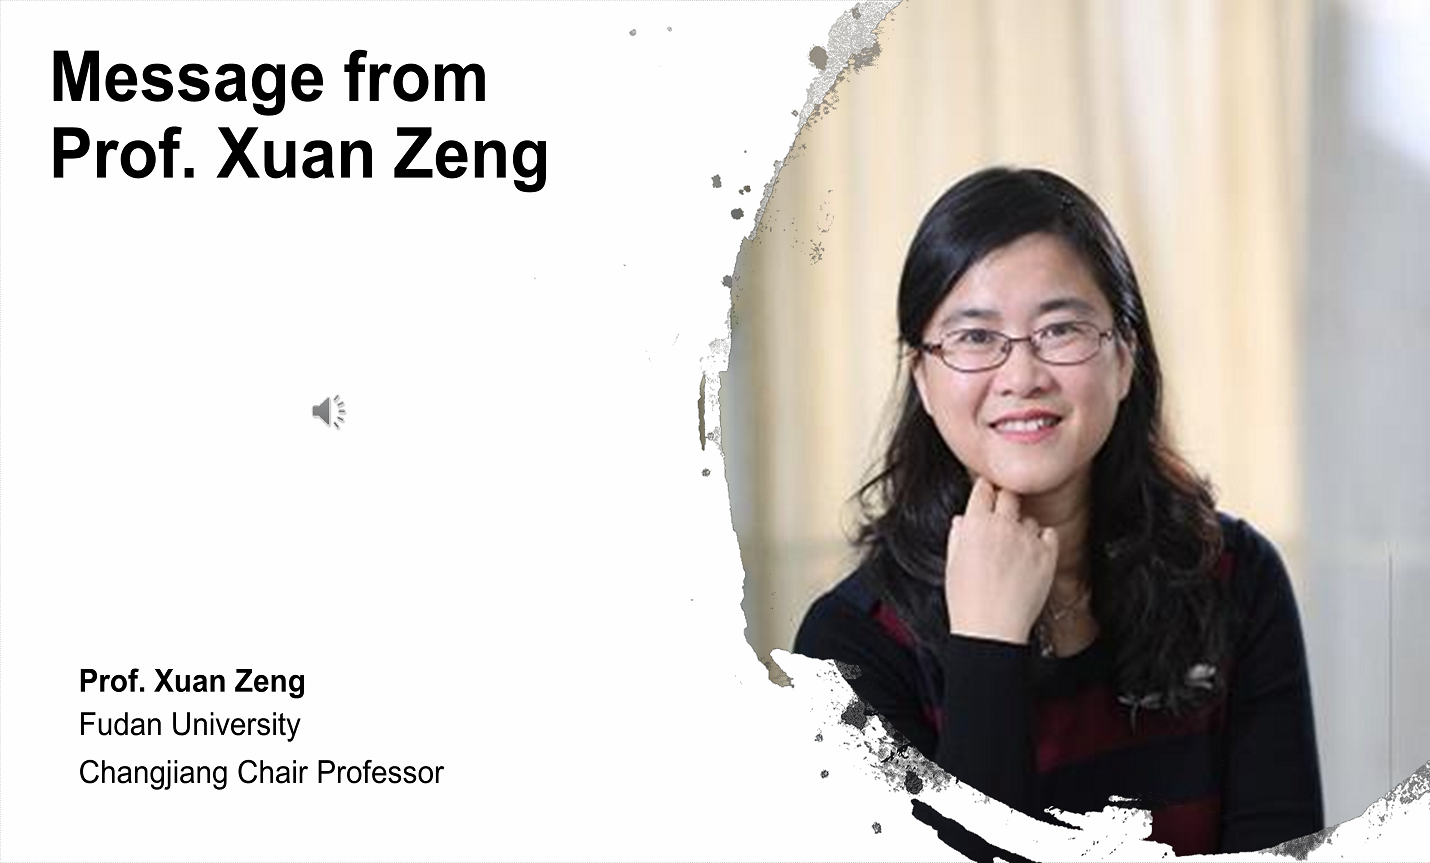 Message from
Prof. Xuan Zeng
Prof. Xuan Zeng
Fudan University
Changjiang Chair Professor